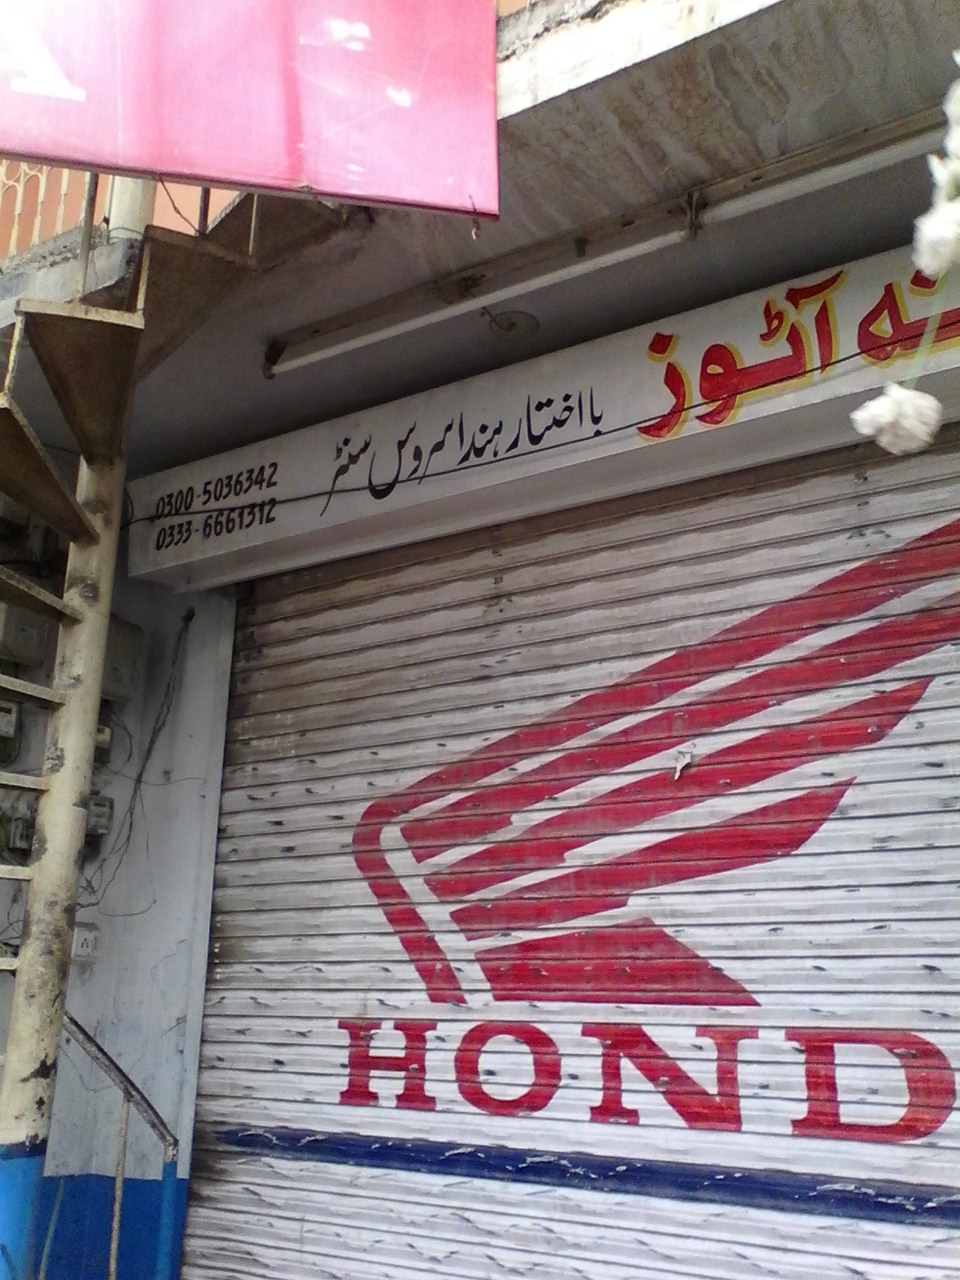 آٹوز
بااختیار ہنڈا سروس سنٹر
0300-5036342
0333-6661312
HOND